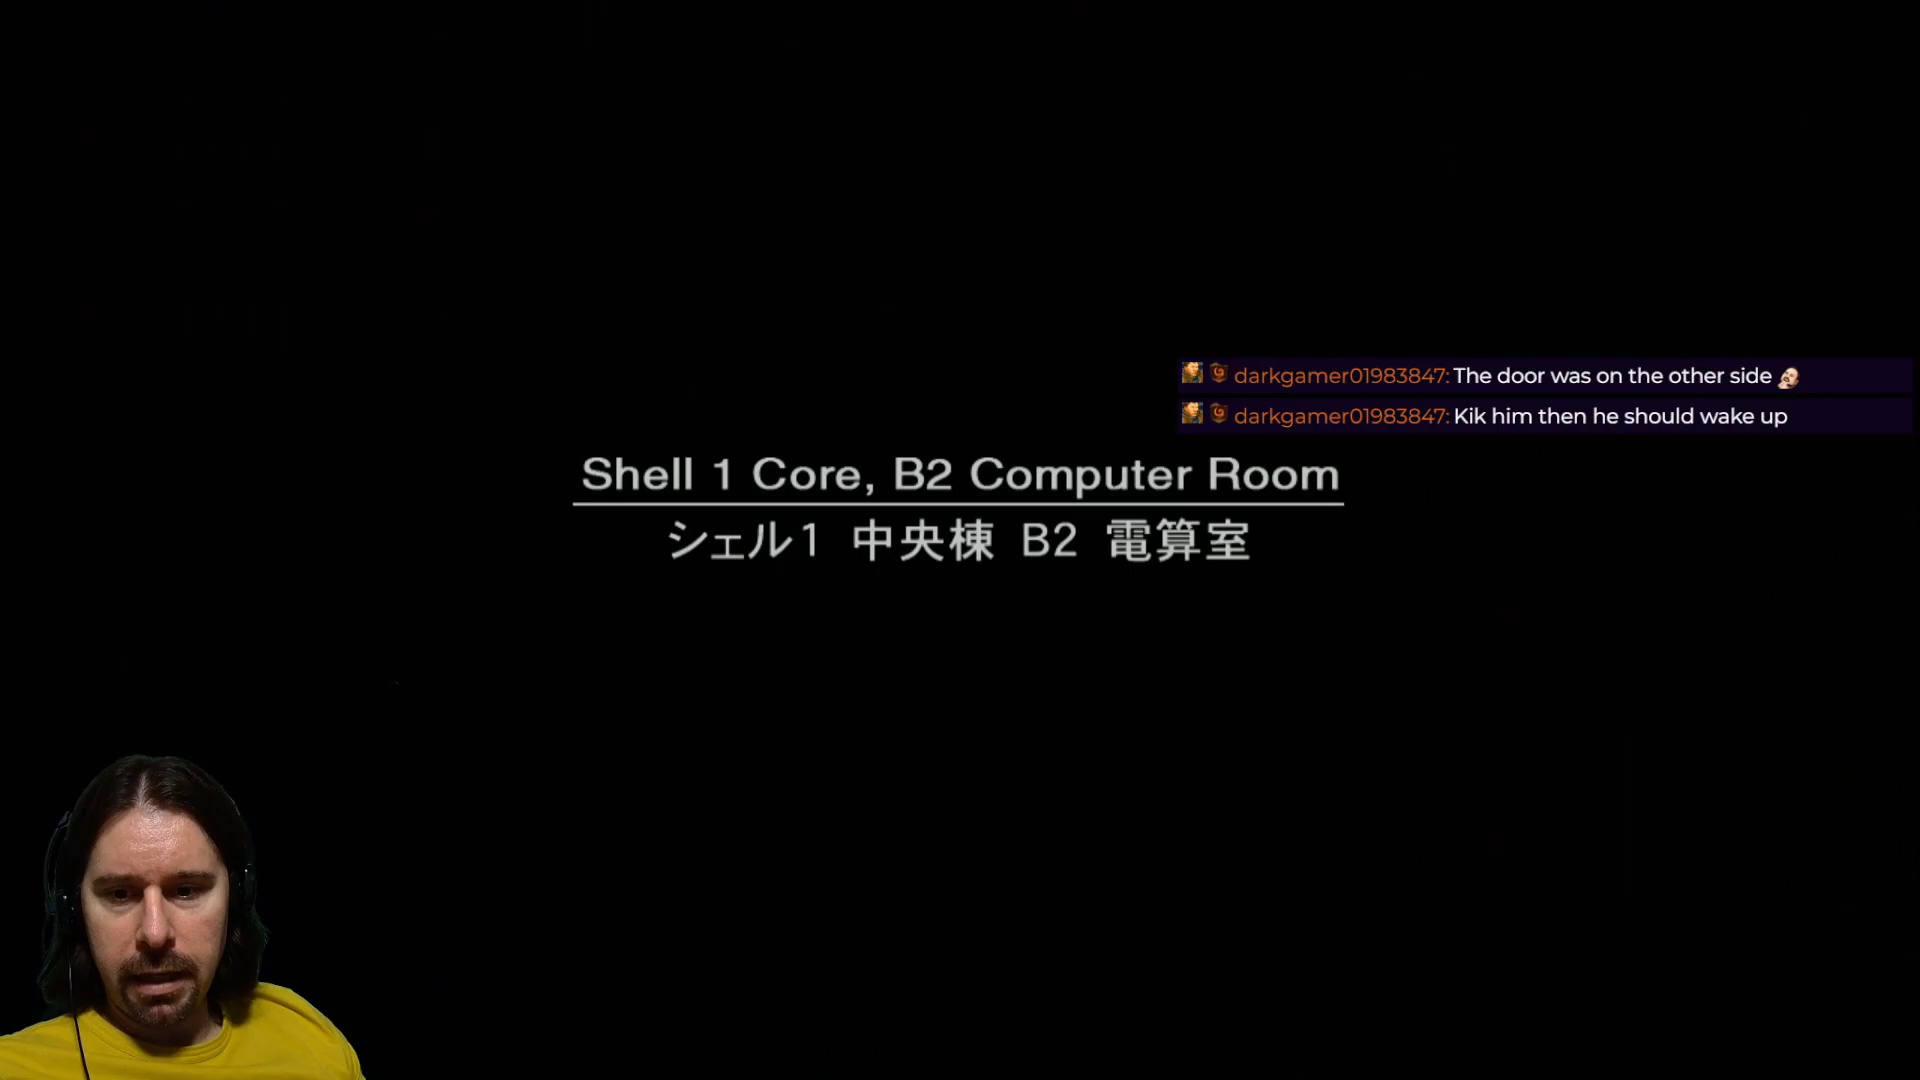 darkgamer01983847: The door was on the other side
darkgamer01983847: Kik him then he should wake up
Shell 1 Core, B2 Computer Room
シェル1 中央棟 B2 電算室